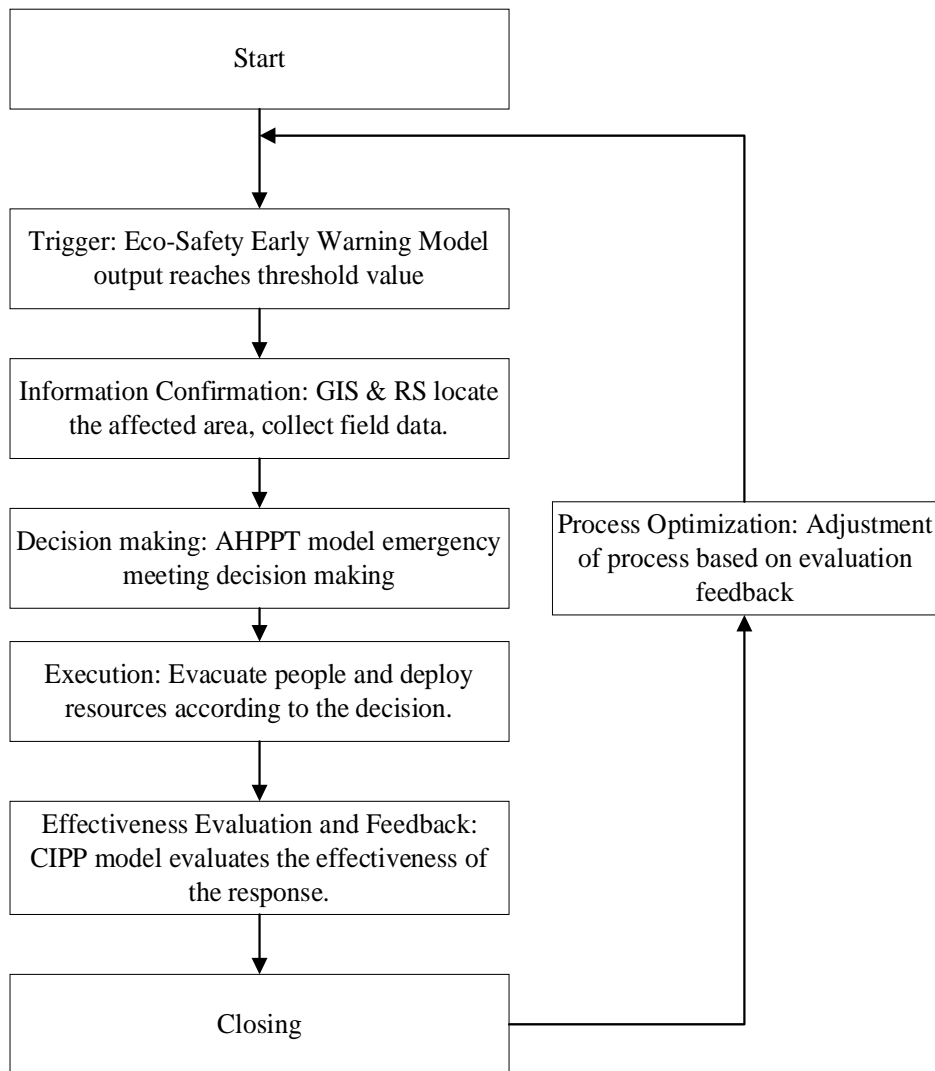 Start
Trigger: Eco-Safety Early Warning Model
output reaches threshold value
Information Confirmation: GIS & RS locate
the affected area, collect field data.
Decision making: AHPPT model emergency
meeting decision making
Execution: Evacuate people and deploy
resources according to the decision.
Effectiveness Evaluation and Feedback:
CIPP model evaluates the effectiveness of
the response.
Closing
Process Optimization: Adjustment
of process based on evaluation
feedback